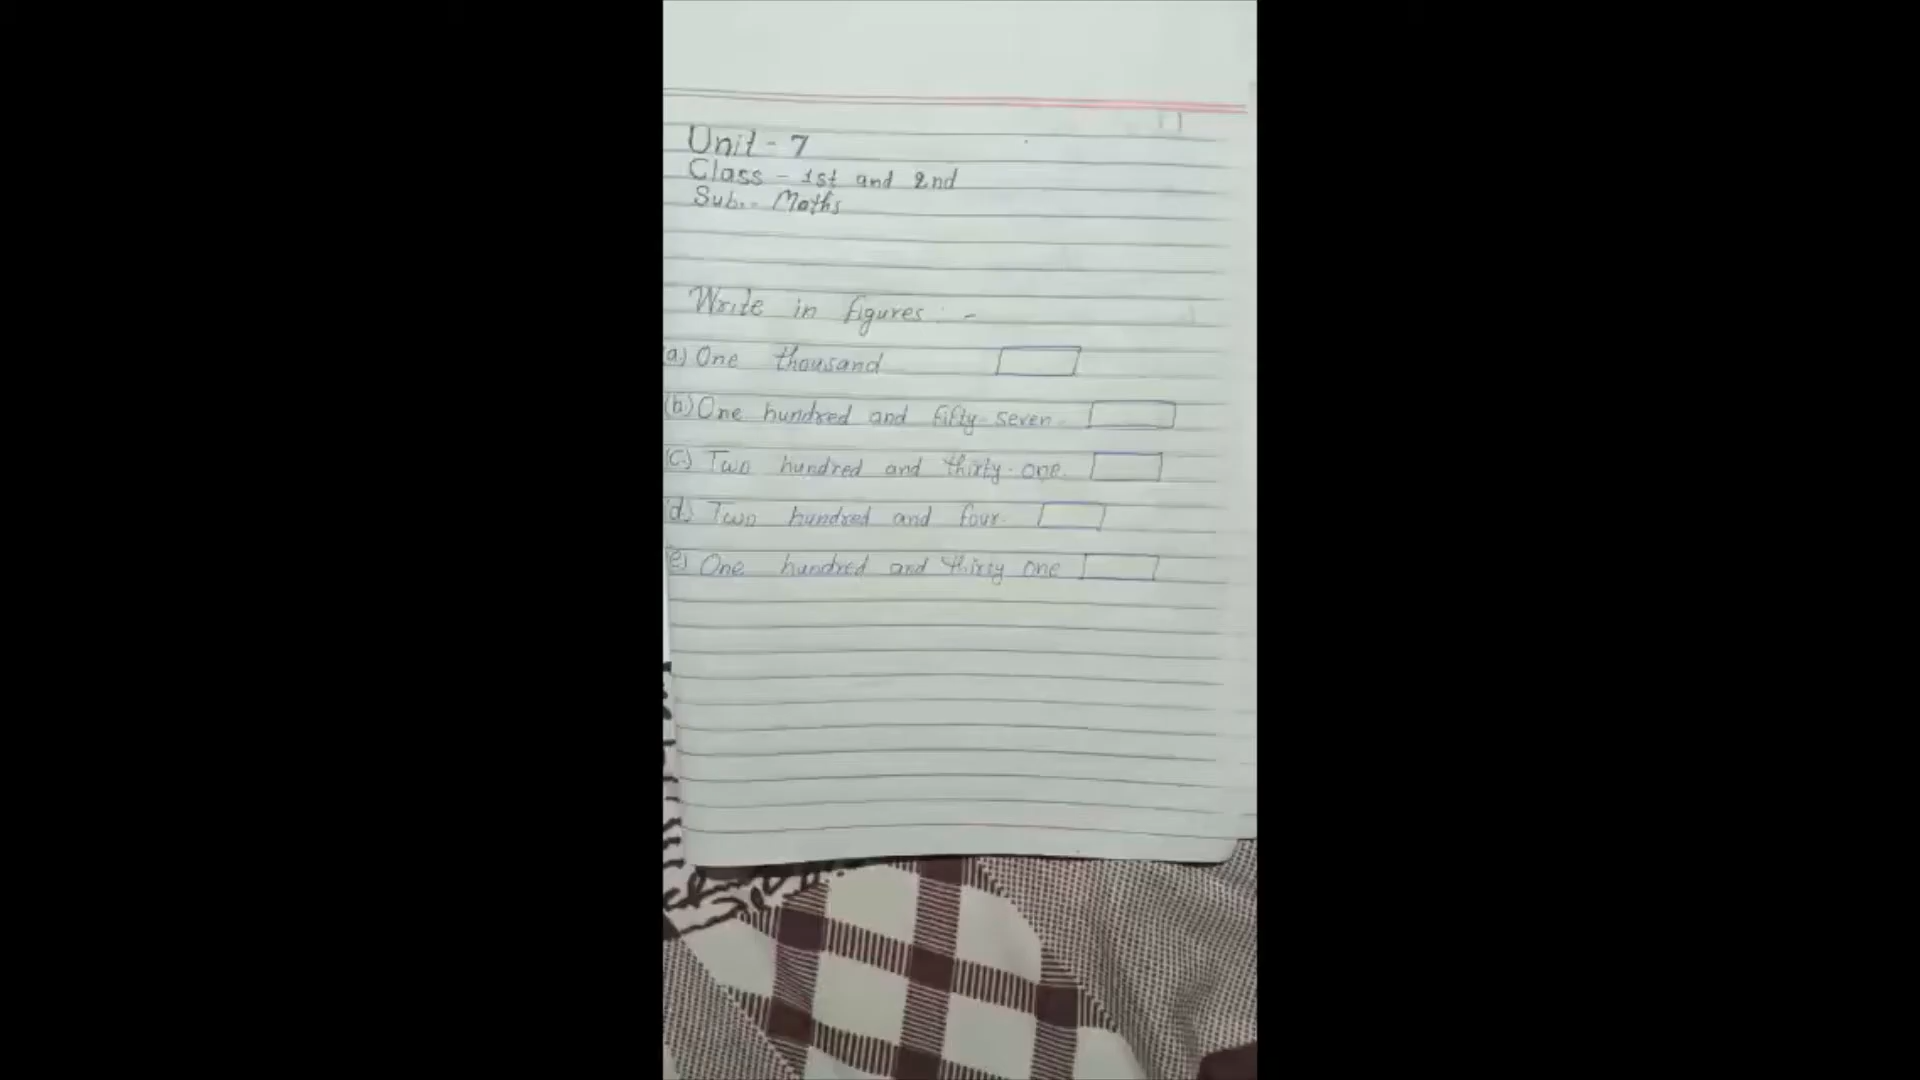 Unit - 7
Class - 1st and 2nd
Sub.- Maths
Write in figures :-
(a.) One thousand
(b.) One hundred and fifty-seven.
(c.) Two hundred and thirty-one.
(d.) Two hundred and four.
(e.) One hundred and thirty one